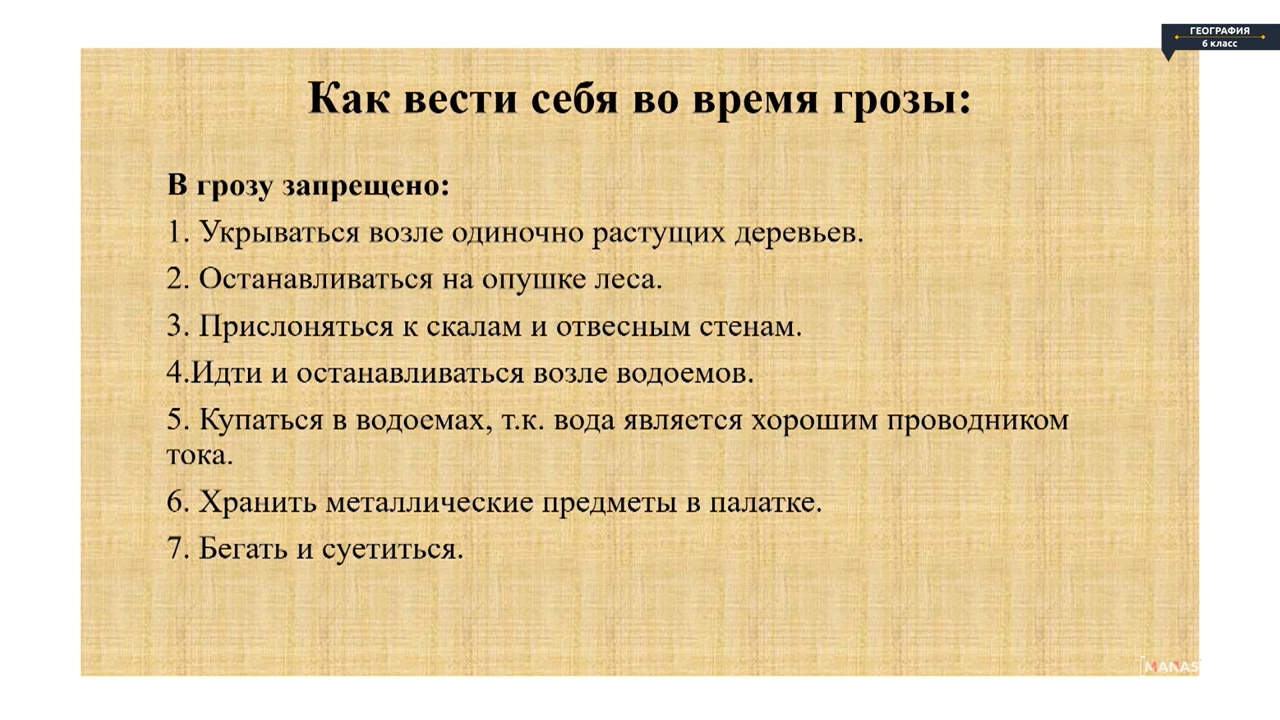 ГЕОГРАФИЯ
6 класс
Как вести себя во время грозы:
В грозу запрещено:
1. Укрываться возле одиночно растущих деревьев.
2. Останавливаться на опушке леса.
3. Прислоняться к скалам и отвесным стенам.
4.Идти и останавливаться возле водоемов.
5. Купаться в водоемах, т.к. вода является хорошим проводником
тока.
6. Хранить металлические предметы в палатке.
7. Бегать и суетиться.
MANAS